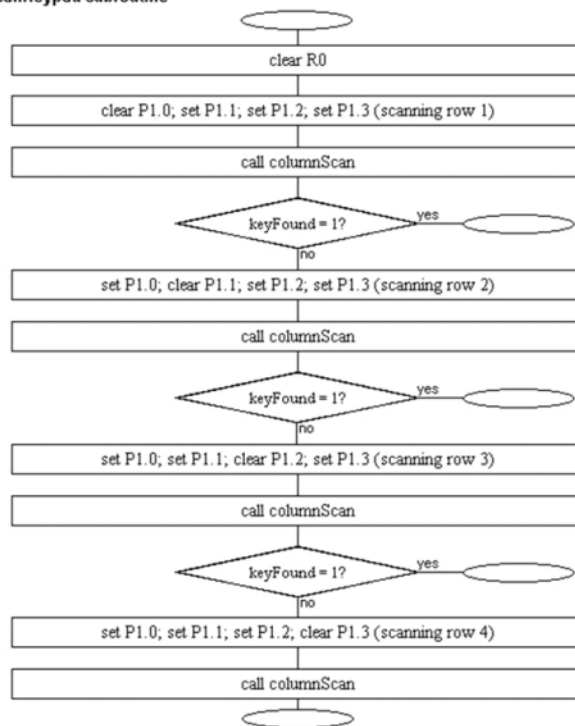 subroutine
clear R0
clear P1.0; set P1.1; set P1.2; set P1.3 (scanning row 1)
call columnScan
keyFound = 1?
yes
no
set P1.0; clear P1.1; set P1.2; set P1.3 (scanning row 2)
call columnScan
keyFound = 1?
yes
no
set P1.0; set P1.1; clear P1.2; set P1.3 (scanning row 3)
call columnScan
keyFound = 1?
yes
no
set P1.0; set P1.1; set P1.2; clear P1.3 (scanning row 4)
call columnScan